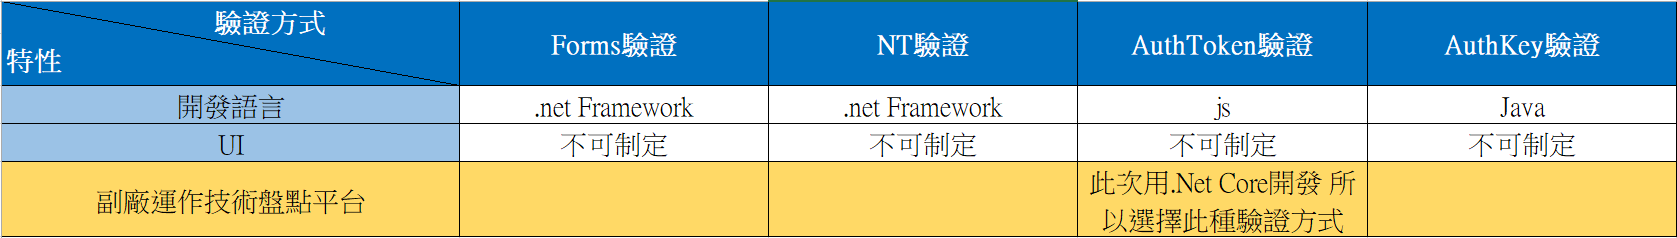 驗證方式
特性
Forms驗證
NT驗證
AuthToken驗證
AuthKey驗證
開發語言
.net Framework
.net Framework
js
Java
UI
不可制定
不可制定
不可制定
不可制定
副廠運作技術盤點平台
此次用.Net Core開發 所
以選擇此種驗證方式